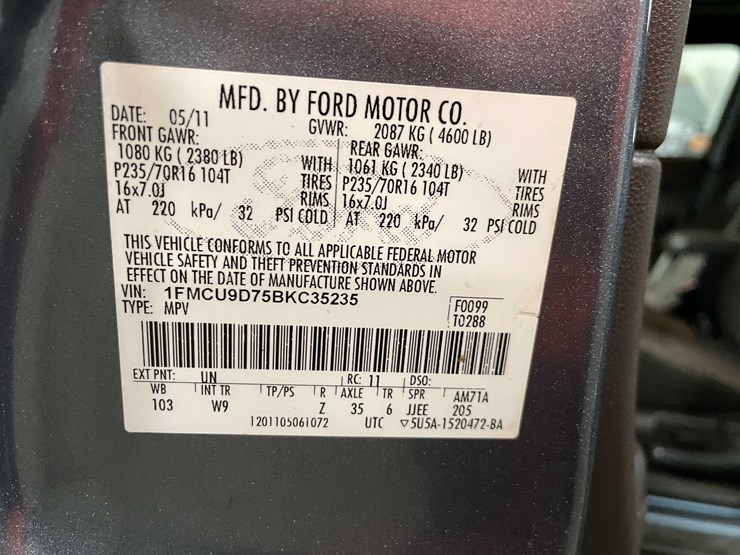 MFD. BY FORD MOTOR CO.
DATE: 05/11 GVWR: 2087 KG ( 4600 LB)
FRONT GAWR: REAR GAWR:
1080 KG ( 2380 LB) WITH 1061 KG ( 2340 LB) WITH
P235/70R16 104T TIRES P235/70R16 104T TIRES
16x7.0J RIMS 16x7.0J RIMS
AT 220 kPa/ 32 PSI COLD AT 220 kPa/ 32 PSI COLD
THIS VEHICLE CONFORMS TO ALL APPLICABLE FEDERAL MOTOR
VEHICLE SAFETY AND THEFT PREVENTION STANDARDS IN
EFFECT ON THE DATE OF MANUFACTURE SHOWN ABOVE.
VIN: 1FMCU9D75BKC35235 F0099
TYPE: MPV T0288
EXT PNT: UN RC: 11 DSO:
WB INT TR TP/PS R AXLE TR SPR AM71A
103 W9 Z 35 6 JJEE 205
1201105061072 UTC ▽5U5A-1520472-BA